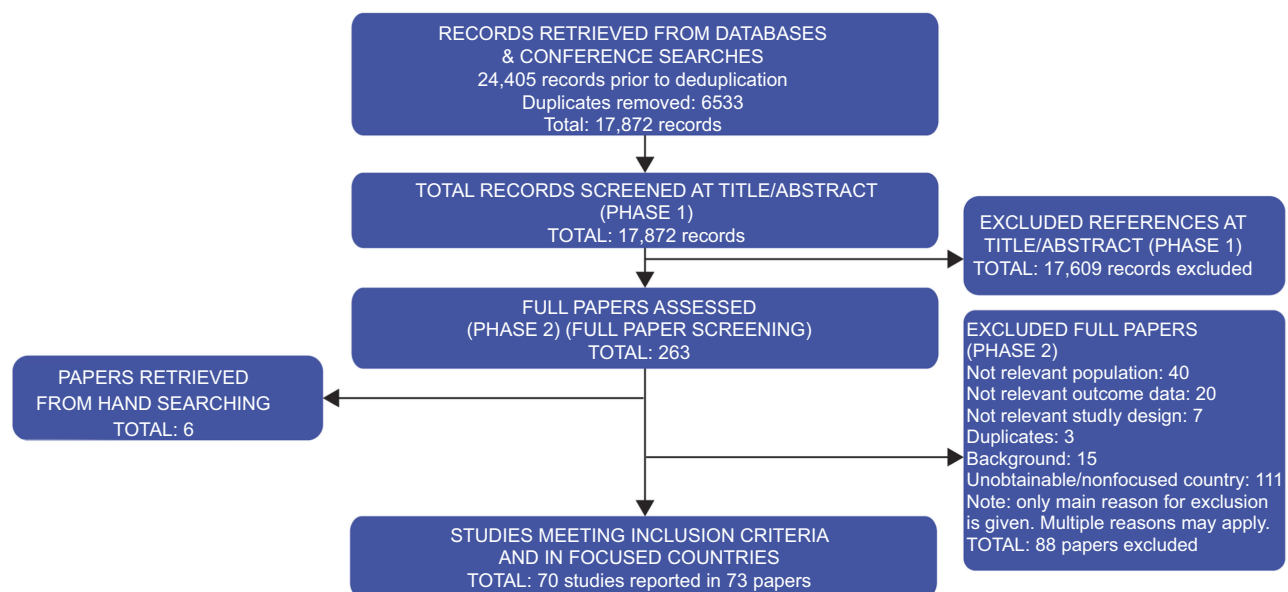 RECORDS RETRIEVED FROM DATABASES
& CONFERENCE SEARCHES
24,405 records prior to deduplication
Duplicates removed: 6533
Total: 17,872 records
TOTAL RECORDS SCREENED AT TITLE/ABSTRACT
(PHASE 1)
TOTAL: 17,872 records
EXCLUDED REFERENCES AT
TITLE/ABSTRACT (PHASE 1)
TOTAL: 17,609 records excluded
FULL PAPERS ASSESSED
(PHASE 2) (FULL PAPER SCREENING)
TOTAL: 263
PAPERS RETRIEVED
FROM HAND SEARCHING
TOTAL: 6
EXCLUDED FULL PAPERS
(PHASE 2)
Not relevant population: 40
Not relevant outcome data: 20
Not relevant studly design: 7
Duplicates: 3
Background: 15
Unobtainable/nonfocused country: 111
Note: only main reason for exclusion
is given. Multiple reasons may apply.
TOTAL: 88 papers excluded
STUDIES MEETING INCLUSION CRITERIA
AND IN FOCUSED COUNTRIES
TOTAL: 70 studies reported in 73 papers